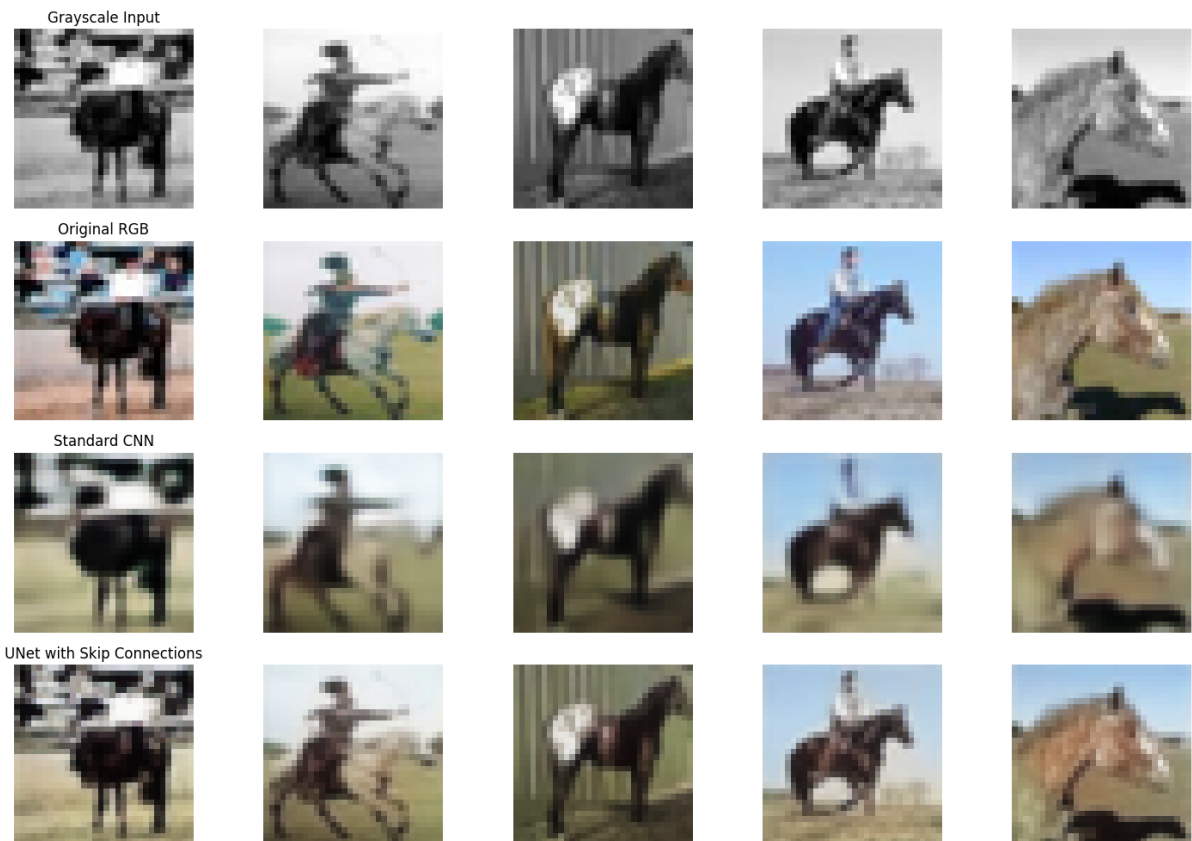 Grayscale Input
Original RGB
Standard CNN
UNet with Skip Connections